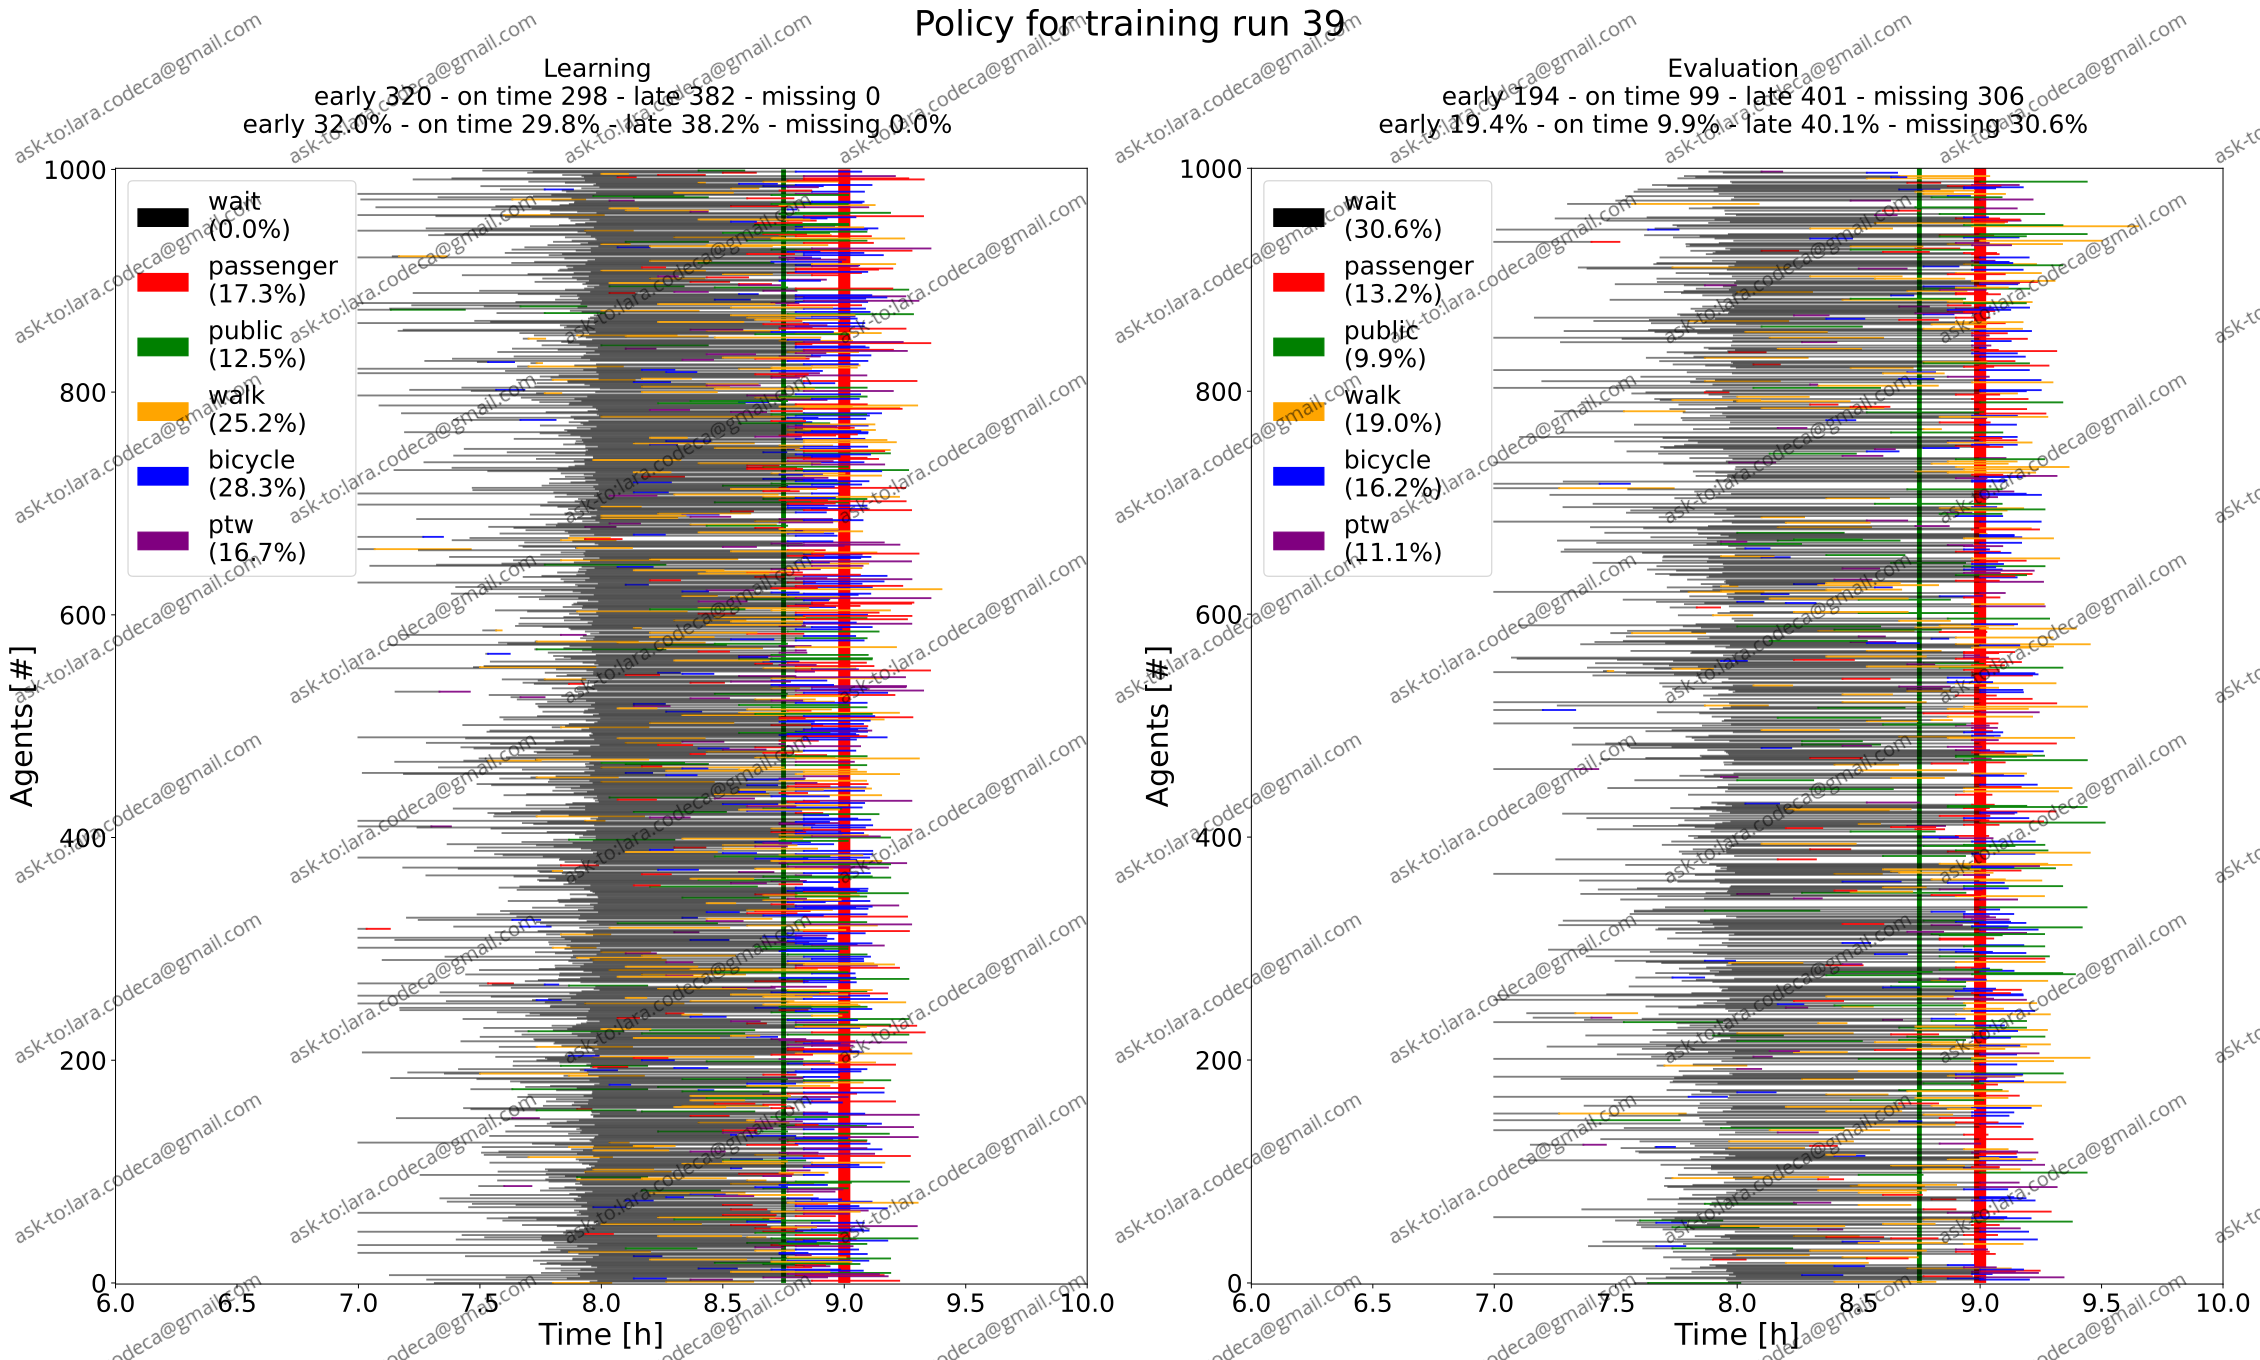 Policy for training run 39
Learning
early 320 - on time 298 - late 382 - missing 0
early 32.0% - on time 29.8% - late 38.2% - missing 0.0%
Agents [#]
1000
800
600
400
200
0
wait
(0.0%)
passenger
(17.3%)
public
(12.5%)
walk
(25.2%)
bicycle
(28.3%)
ptw
(16.7%)
6.0 6.5 7.0 7.5 8.0 8.5 9.0 9.5 10.0
Time [h]
Evaluation
early 194 - on time 99 - late 401 - missing 306
early 19.4% - on time 9.9% - late 40.1% - missing 30.6%
Agents [#]
1000
800
600
400
200
0
wait
(30.6%)
passenger
(13.2%)
public
(9.9%)
walk
(19.0%)
bicycle
(16.2%)
ptw
(11.1%)
6.0 6.5 7.0 7.5 8.0 8.5 9.0 9.5 10.0
Time [h]
ask-to:lara.codeca@gmail.com